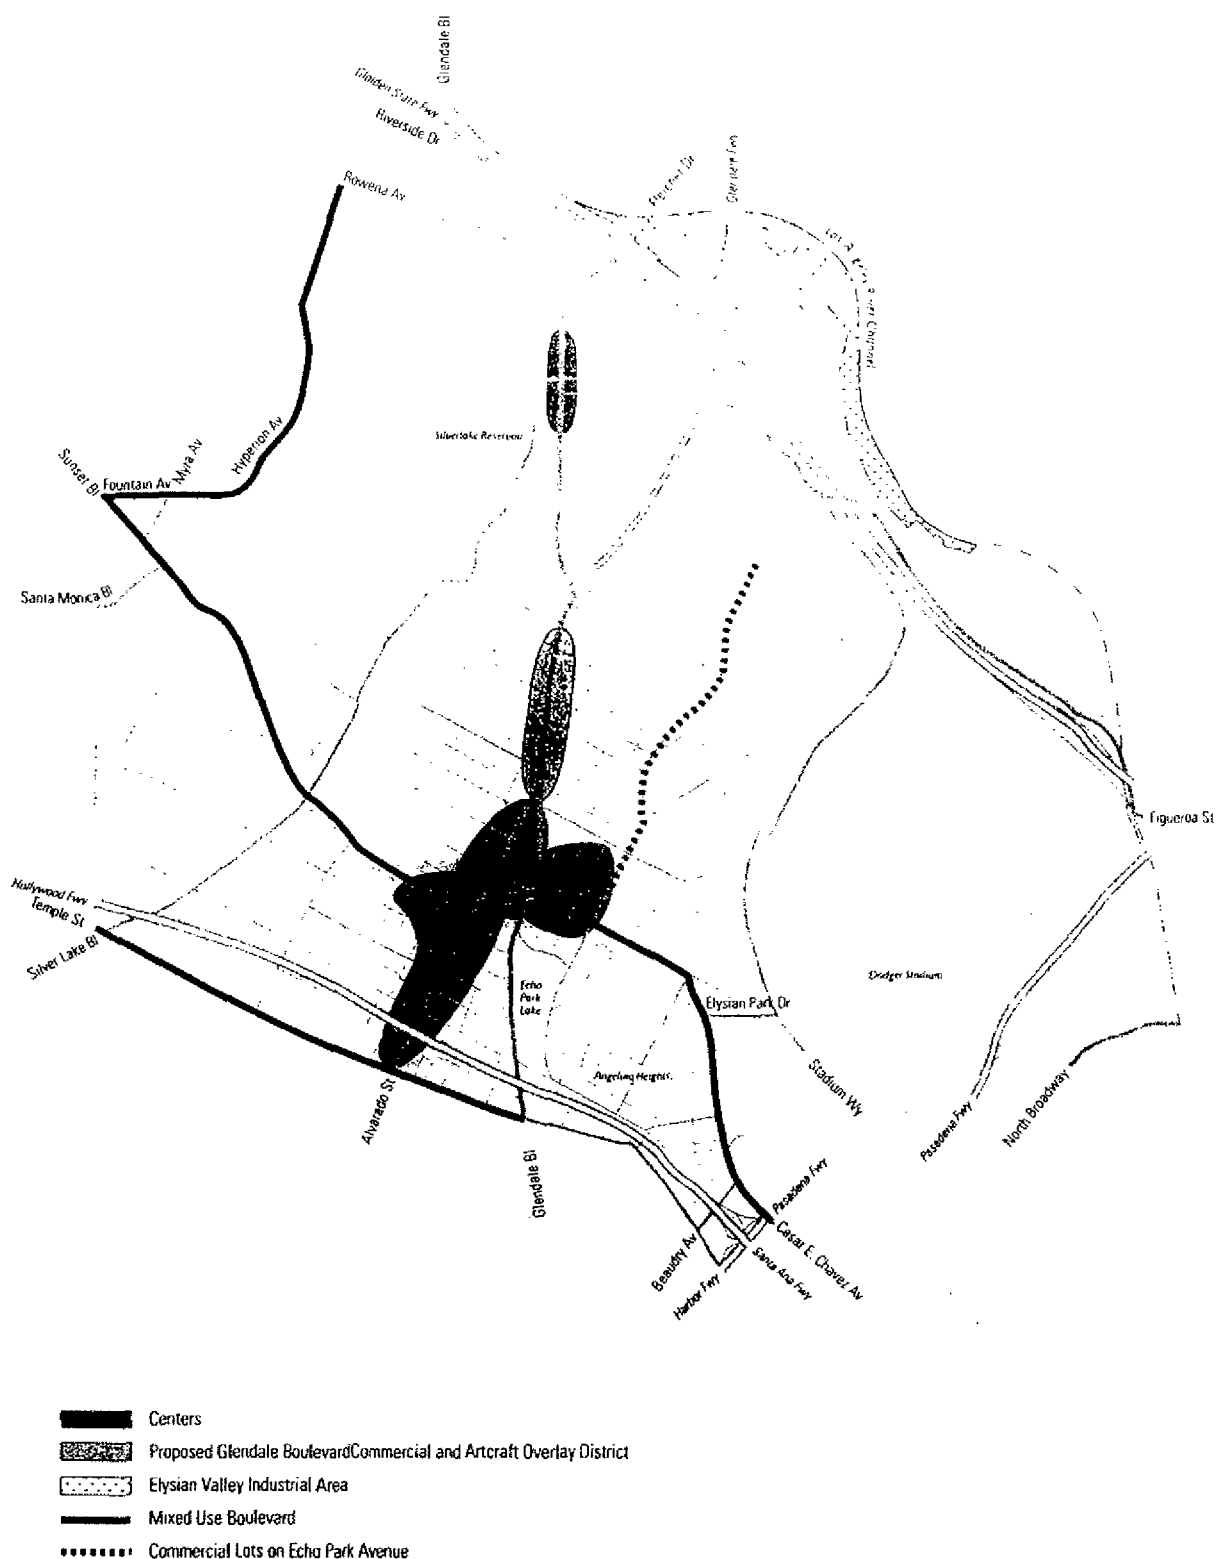 Glendale Bl
Golden State Fwy
Riverside Dr
Rowena Av
Fletcher Dr
Glendale Fwy
Silverlake Reservoir
Hyperion Av
Myra Av
Sunset Bl
Fountain Av
Santa Monica Bl
Figueroa St
Hollywood Fwy
Temple St
Silver Lake Bl
Echo
Park
Lake
Dodger Stadium
Elysian Park Dr
Angelino Heights
Stadium Wy
Alvarado St
Glendale Bl
Pasadena Fwy
North Broadway
Pasadena Fwy
Casar E. Chavez Av
Beaudry Av
Harbor Fwy
Santa Ana Fwy
Centers
Proposed Glendale BoulevardCommercial and Artcraft Overlay District
Elysian Valley Industrial Area
Mixed Use Boulevard
Commercial Lots on Echo Park Avenue